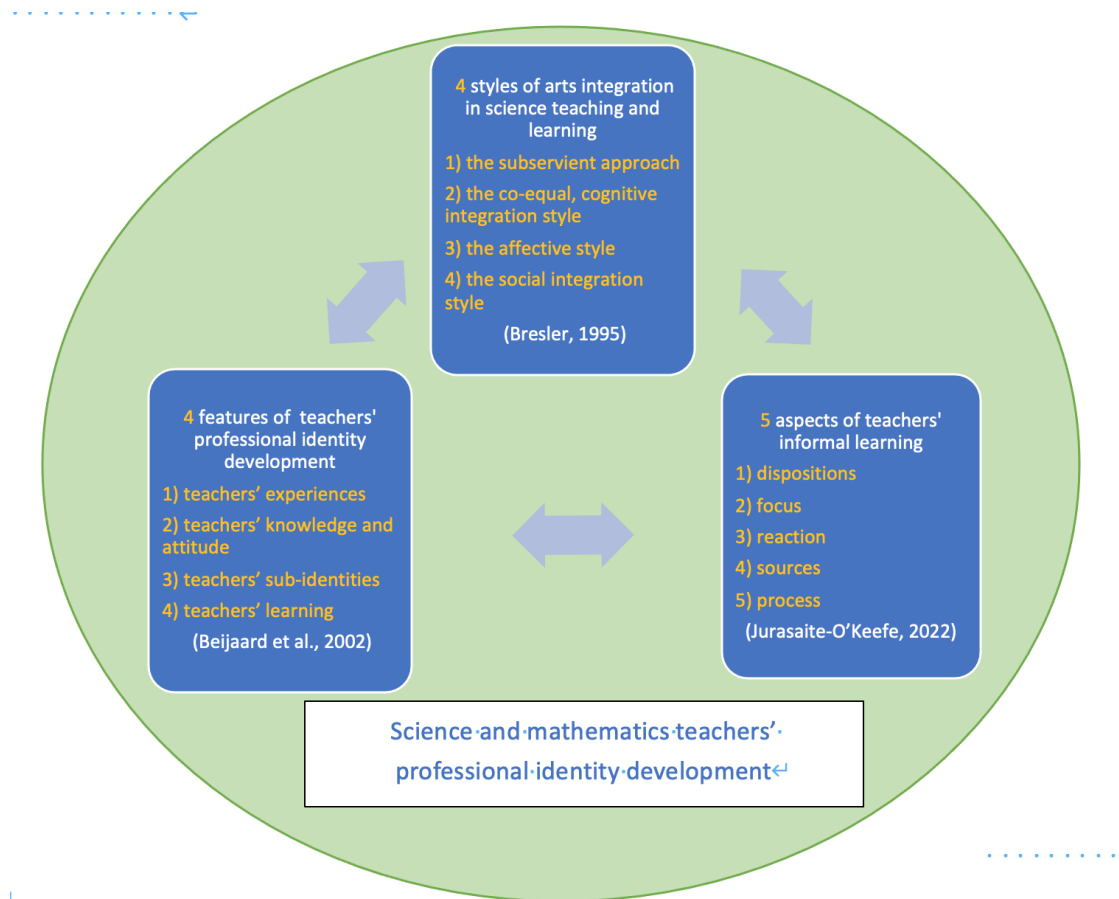 4 styles of arts integration
in science teaching and
learning
1) the subservient approach
2) the co-equal, cognitive
integration style
3) the affective style
4) the social integration
style
(Bresler, 1995)
4 features of teachers'
professional identity
development
1) teachers’ experiences
2) teachers’ knowledge and
attitude
3) teachers’ sub-identities
4) teachers’ learning
(Beijaard et al., 2002)
5 aspects of teachers'
informal learning
1) dispositions
2) focus
3) reaction
4) sources
5) process
(Jurasaite-O’Keefe, 2022)
Science·and·mathematics·teachers’·
professional·identity·development↵